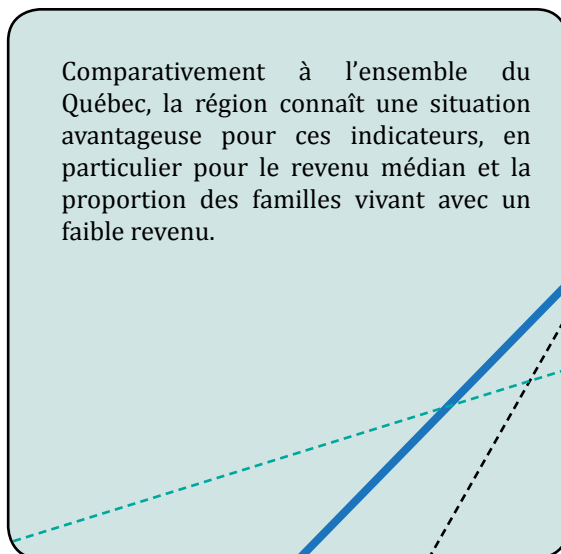 Comparativement à l’ensemble du
Québec, la région connaît une situation
avantageuse pour ces indicateurs, en
particulier pour le revenu médian et la
proportion des familles vivant avec un
faible revenu.